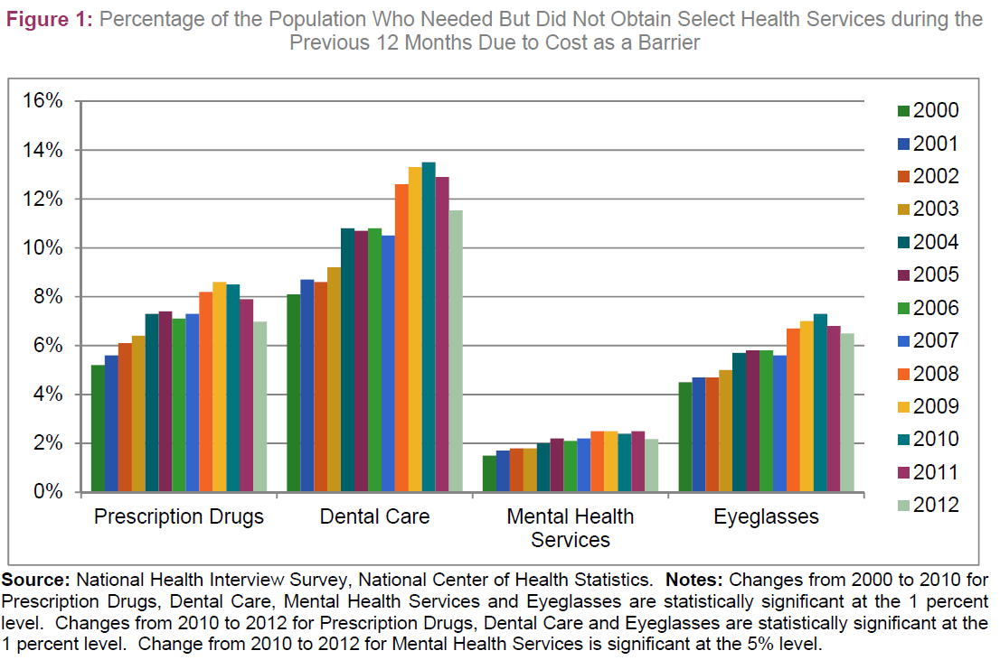 Figure 1: Percentage of the Population Who Needed But Did Not Obtain Select Health Services during the
Previous 12 Months Due to Cost as a Barrier
16%
14%
12%
10%
8%
6%
4%
2%
0%
Prescription Drugs
Dental Care
Mental Health
Services
Eyeglasses
2000
2001
2002
2003
2004
2005
2006
2007
2008
2009
2010
2011
2012
Source: National Health Interview Survey, National Center of Health Statistics. Notes: Changes from 2000 to 2010 for
Prescription Drugs, Dental Care, Mental Health Services and Eyeglasses are statistically significant at the 1 percent
level. Changes from 2010 to 2012 for Prescription Drugs, Dental Care and Eyeglasses are statistically significant at the
1 percent level. Change from 2010 to 2012 for Mental Health Services is significant at the 5% level.